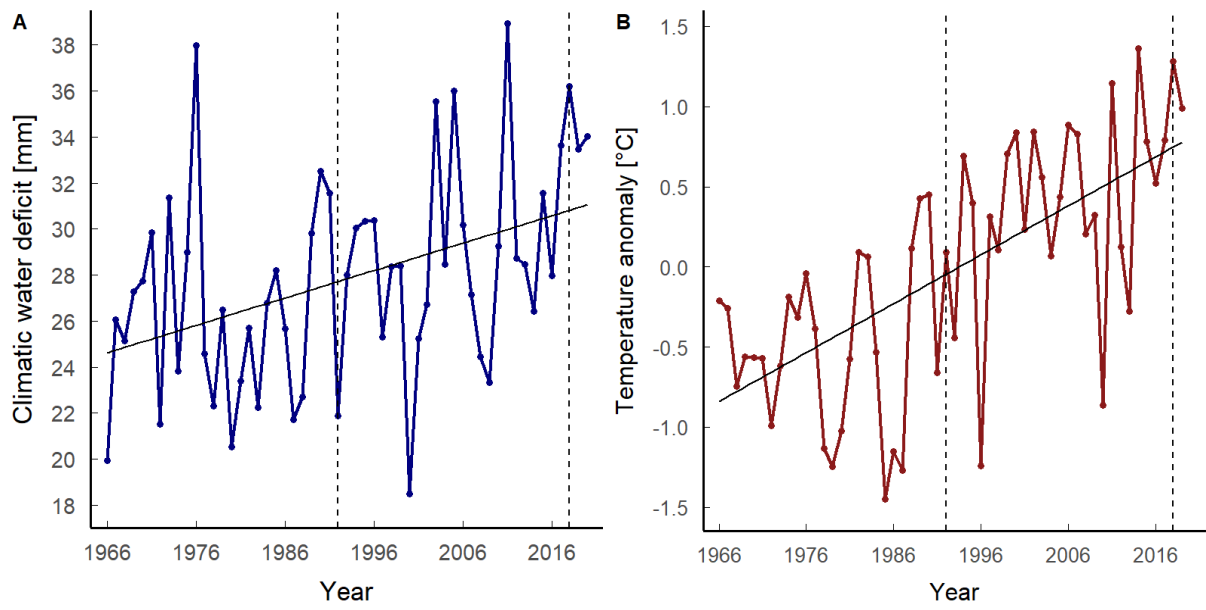 A
Climatic water deficit [mm]
38
36
34
32
30
28
26
24
22
20
18
1966 1976 1986 1996 2006 2016
Year
B
Temperature anomaly [°C]
1.5
1.0
0.5
0.0
-0.5
-1.0
-1.5
1966 1976 1986 1996 2006 2016
Year